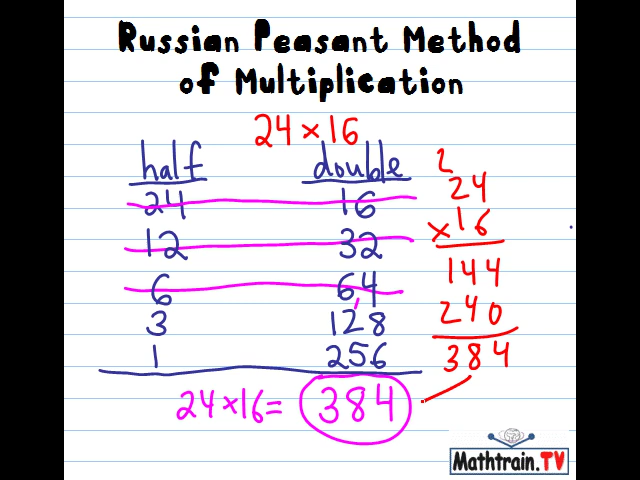 Russian Peasant Method
of Multiplication
24 × 16
half double
24 16
12 32
6 64
3 128
1 256
24 × 16 = 384
2
24
× 16
144
240
384
Mathtrain.TV